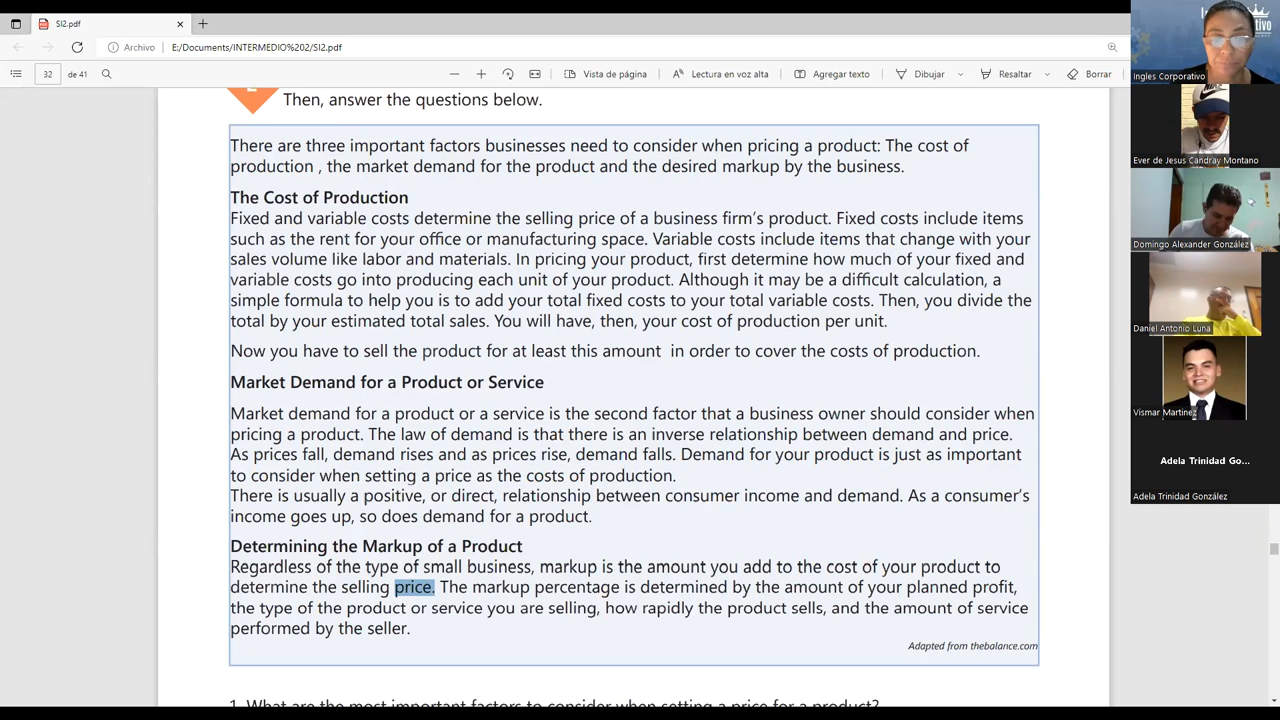 SI2.pdf
Archivo
E:/Documents/INTERMEDIO%202/SI2.pdf
32 de 41
Vista de página
Lectura en voz alta
Agregar texto
Dibujar
Resaltar
Borrar
Then, answer the questions below.
There are three important factors businesses need to consider when pricing a product: The cost of
production , the market demand for the product and the desired markup by the business.
The Cost of Production
Fixed and variable costs determine the selling price of a business firm's product. Fixed costs include items
such as the rent for your office or manufacturing space. Variable costs include items that change with your
sales volume like labor and materials. In pricing your product, first determine how much of your fixed and
variable costs go into producing each unit of your product. Although it may be a difficult calculation, a
simple formula to help you is to add your total fixed costs to your total variable costs. Then, you divide the
total by your estimated total sales. You will have, then, your cost of production per unit.
Now you have to sell the product for at least this amount in order to cover the costs of production.
Market Demand for a Product or Service
Market demand for a product or a service is the second factor that a business owner should consider when
pricing a product. The law of demand is that there is an inverse relationship between demand and price.
As prices fall, demand rises and as prices rise, demand falls. Demand for your product is just as important
to consider when setting a price as the costs of production.
There is usually a positive, or direct, relationship between consumer income and demand. As a consumer's
income goes up, so does demand for a product.
Determining the Markup of a Product
Regardless of the type of small business, markup is the amount you add to the cost of your product to
determine the selling price. The markup percentage is determined by the amount of your planned profit,
the type of the product or service you are selling, how rapidly the product sells, and the amount of service
performed by the seller.
Adapted from thebalance.com
1. What are the most important factors to consider when setting a price for a product?
Ingles Corporativo
Ever de Jesus Candray Montano
Domingo Alexander González
Daniel Antonio Luna
Vismar Martinez
Adela Trinidad Go...
Adela Trinidad González